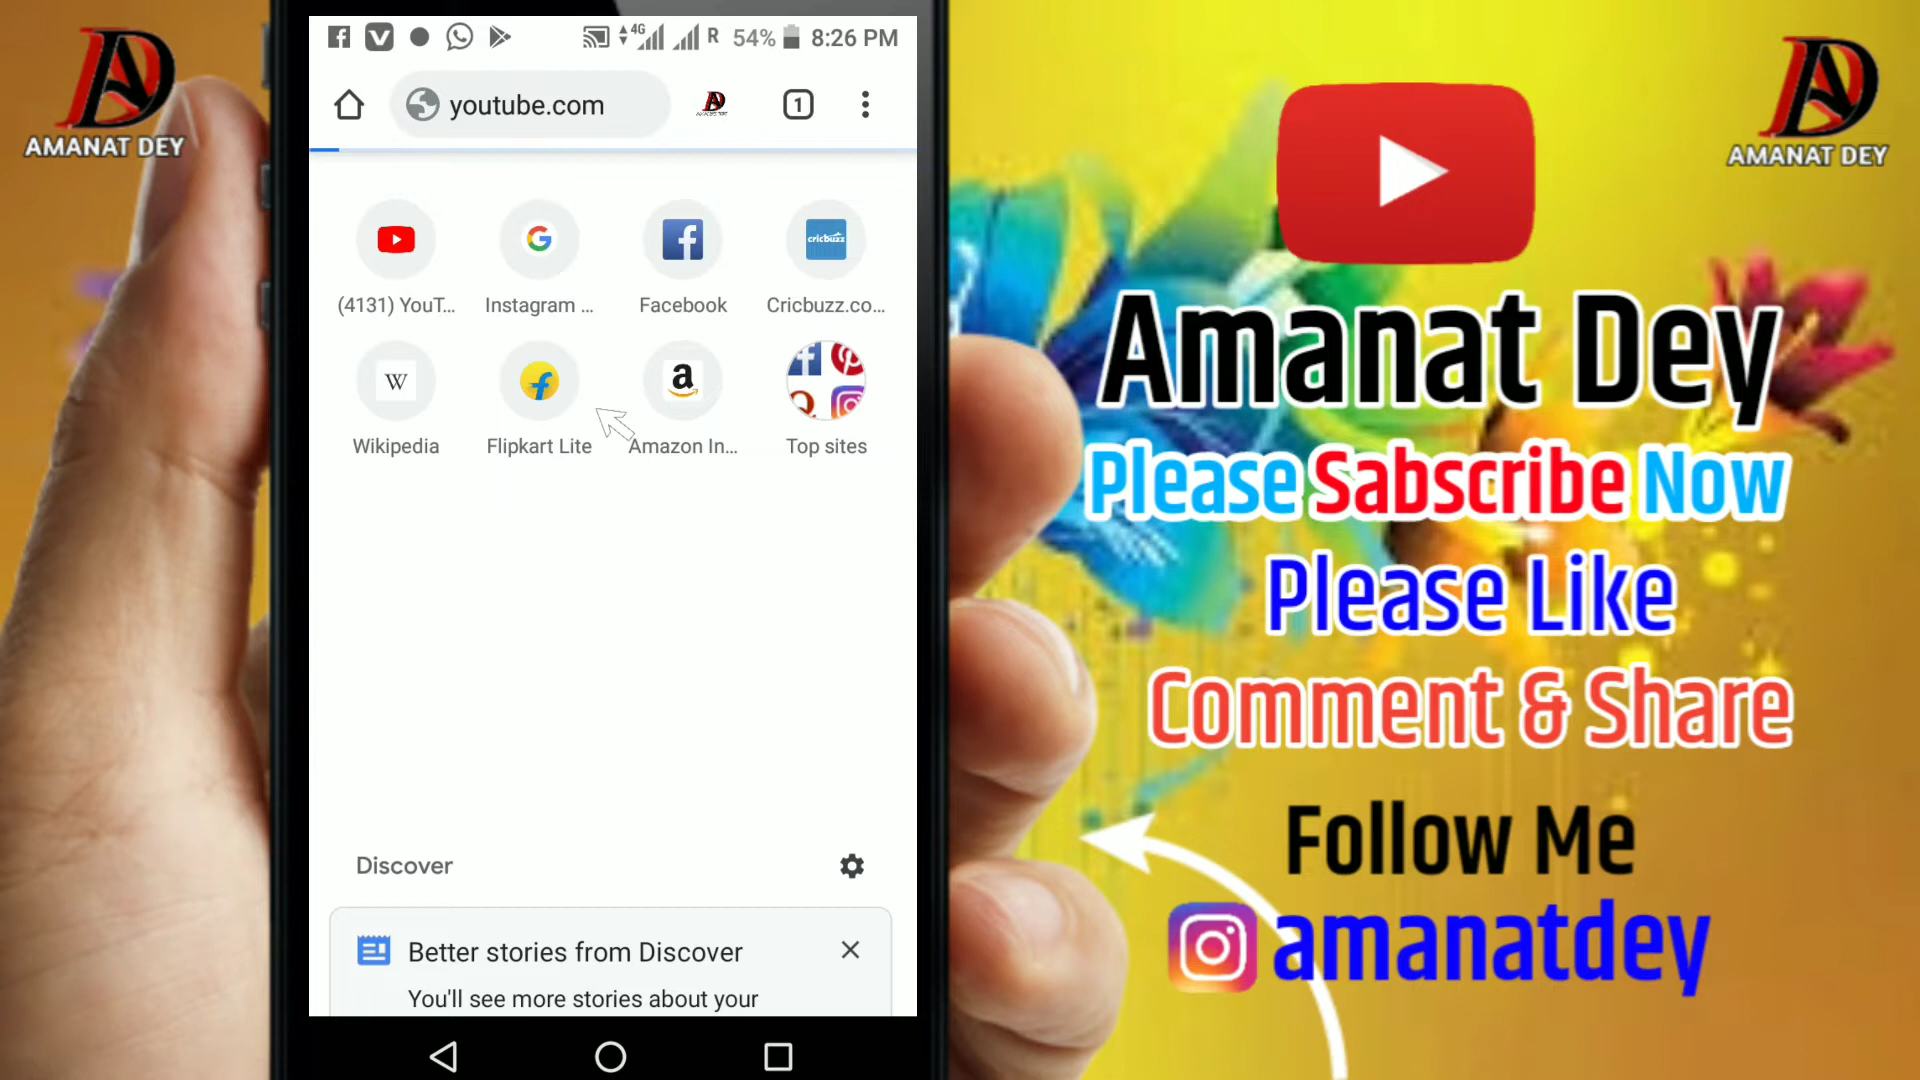 AMANAT DEY
4G
R
54%
8:26 PM
youtube.com
1
(4131) YouT...
Instagram ...
Facebook
cricbuzz
Cricbuzz.co...
W
Wikipedia
Flipkart Lite
a
Amazon In...
Top sites
Discover
Better stories from Discover
You'll see more stories about your
AMANAT DEY
Amanat Dey
Please Sabscribe Now
Please Like
Comment & Share
Follow Me
amanatdey